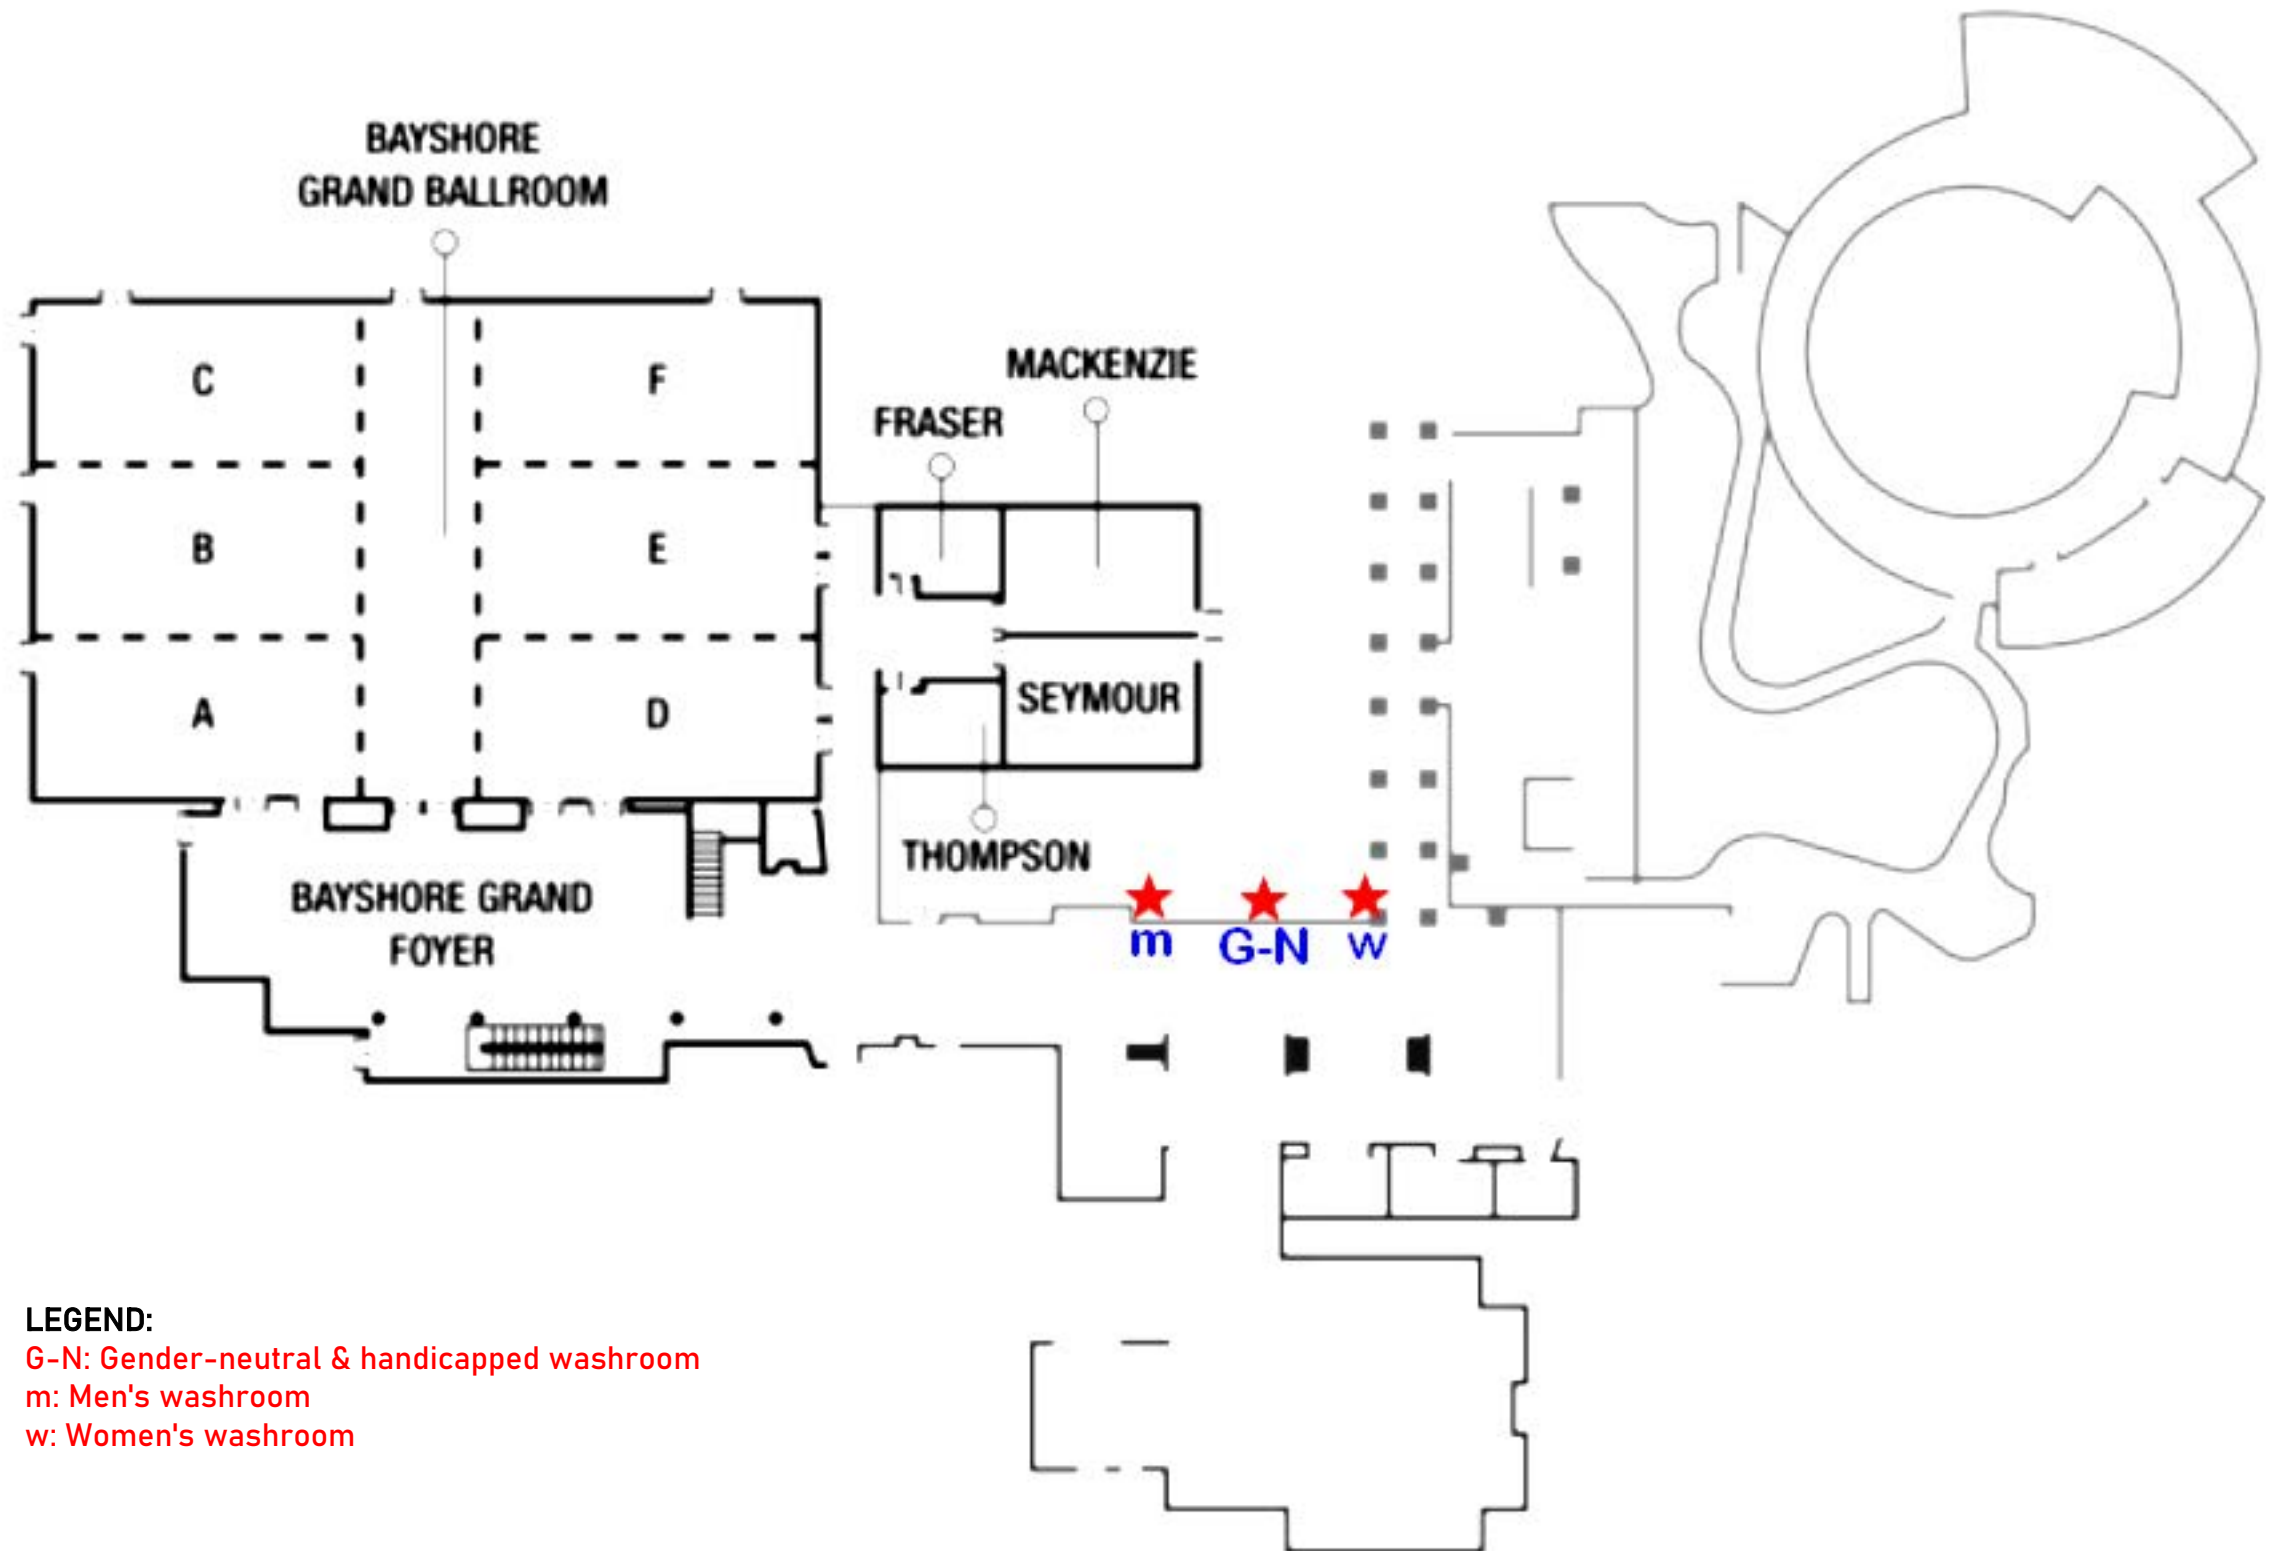 BAYSHORE
GRAND BALLROOM
MACKENZIE
FRASER
C
F
B
E
A
D
SEYMOUR
THOMPSON
BAYSHORE GRAND
FOYER
m
G-N
w
LEGEND:
G-N: Gender-neutral & handicapped washroom
m: Men's washroom
w: Women's washroom